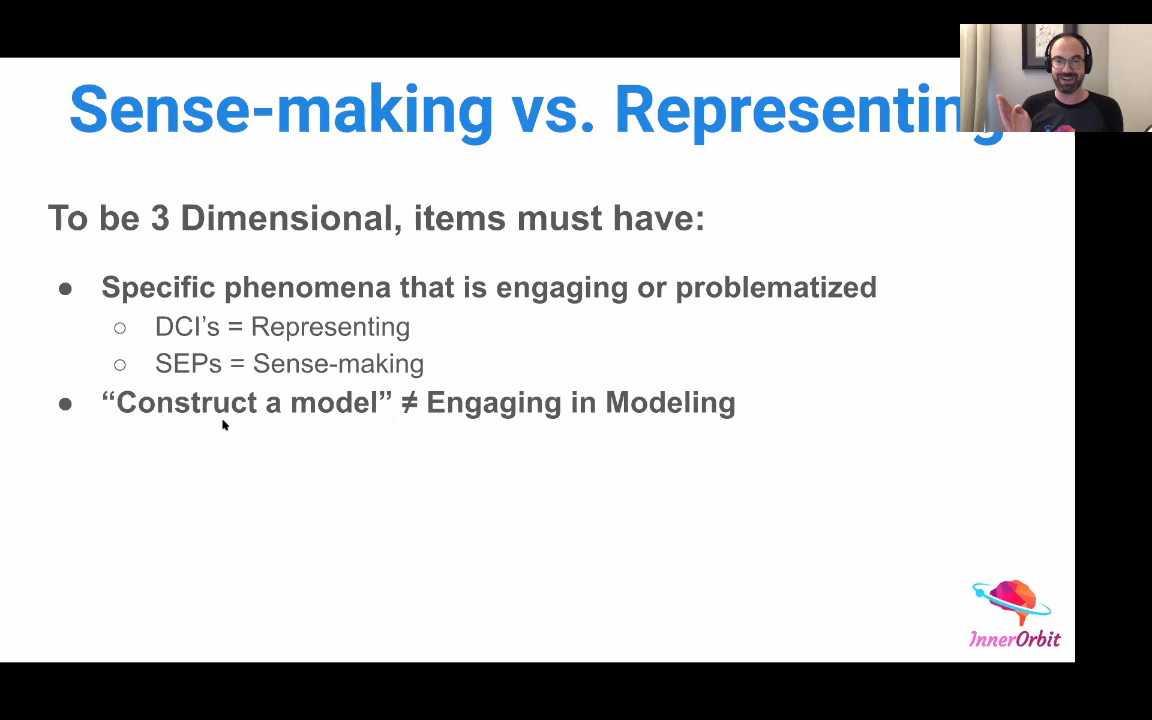 Sense-making vs. Representing
To be 3 Dimensional, items must have:
● Specific phenomena that is engaging or problematized
○ DCI’s = Representing
○ SEPs = Sense-making
● “Construct a model” ≠ Engaging in Modeling
InnerOrbit